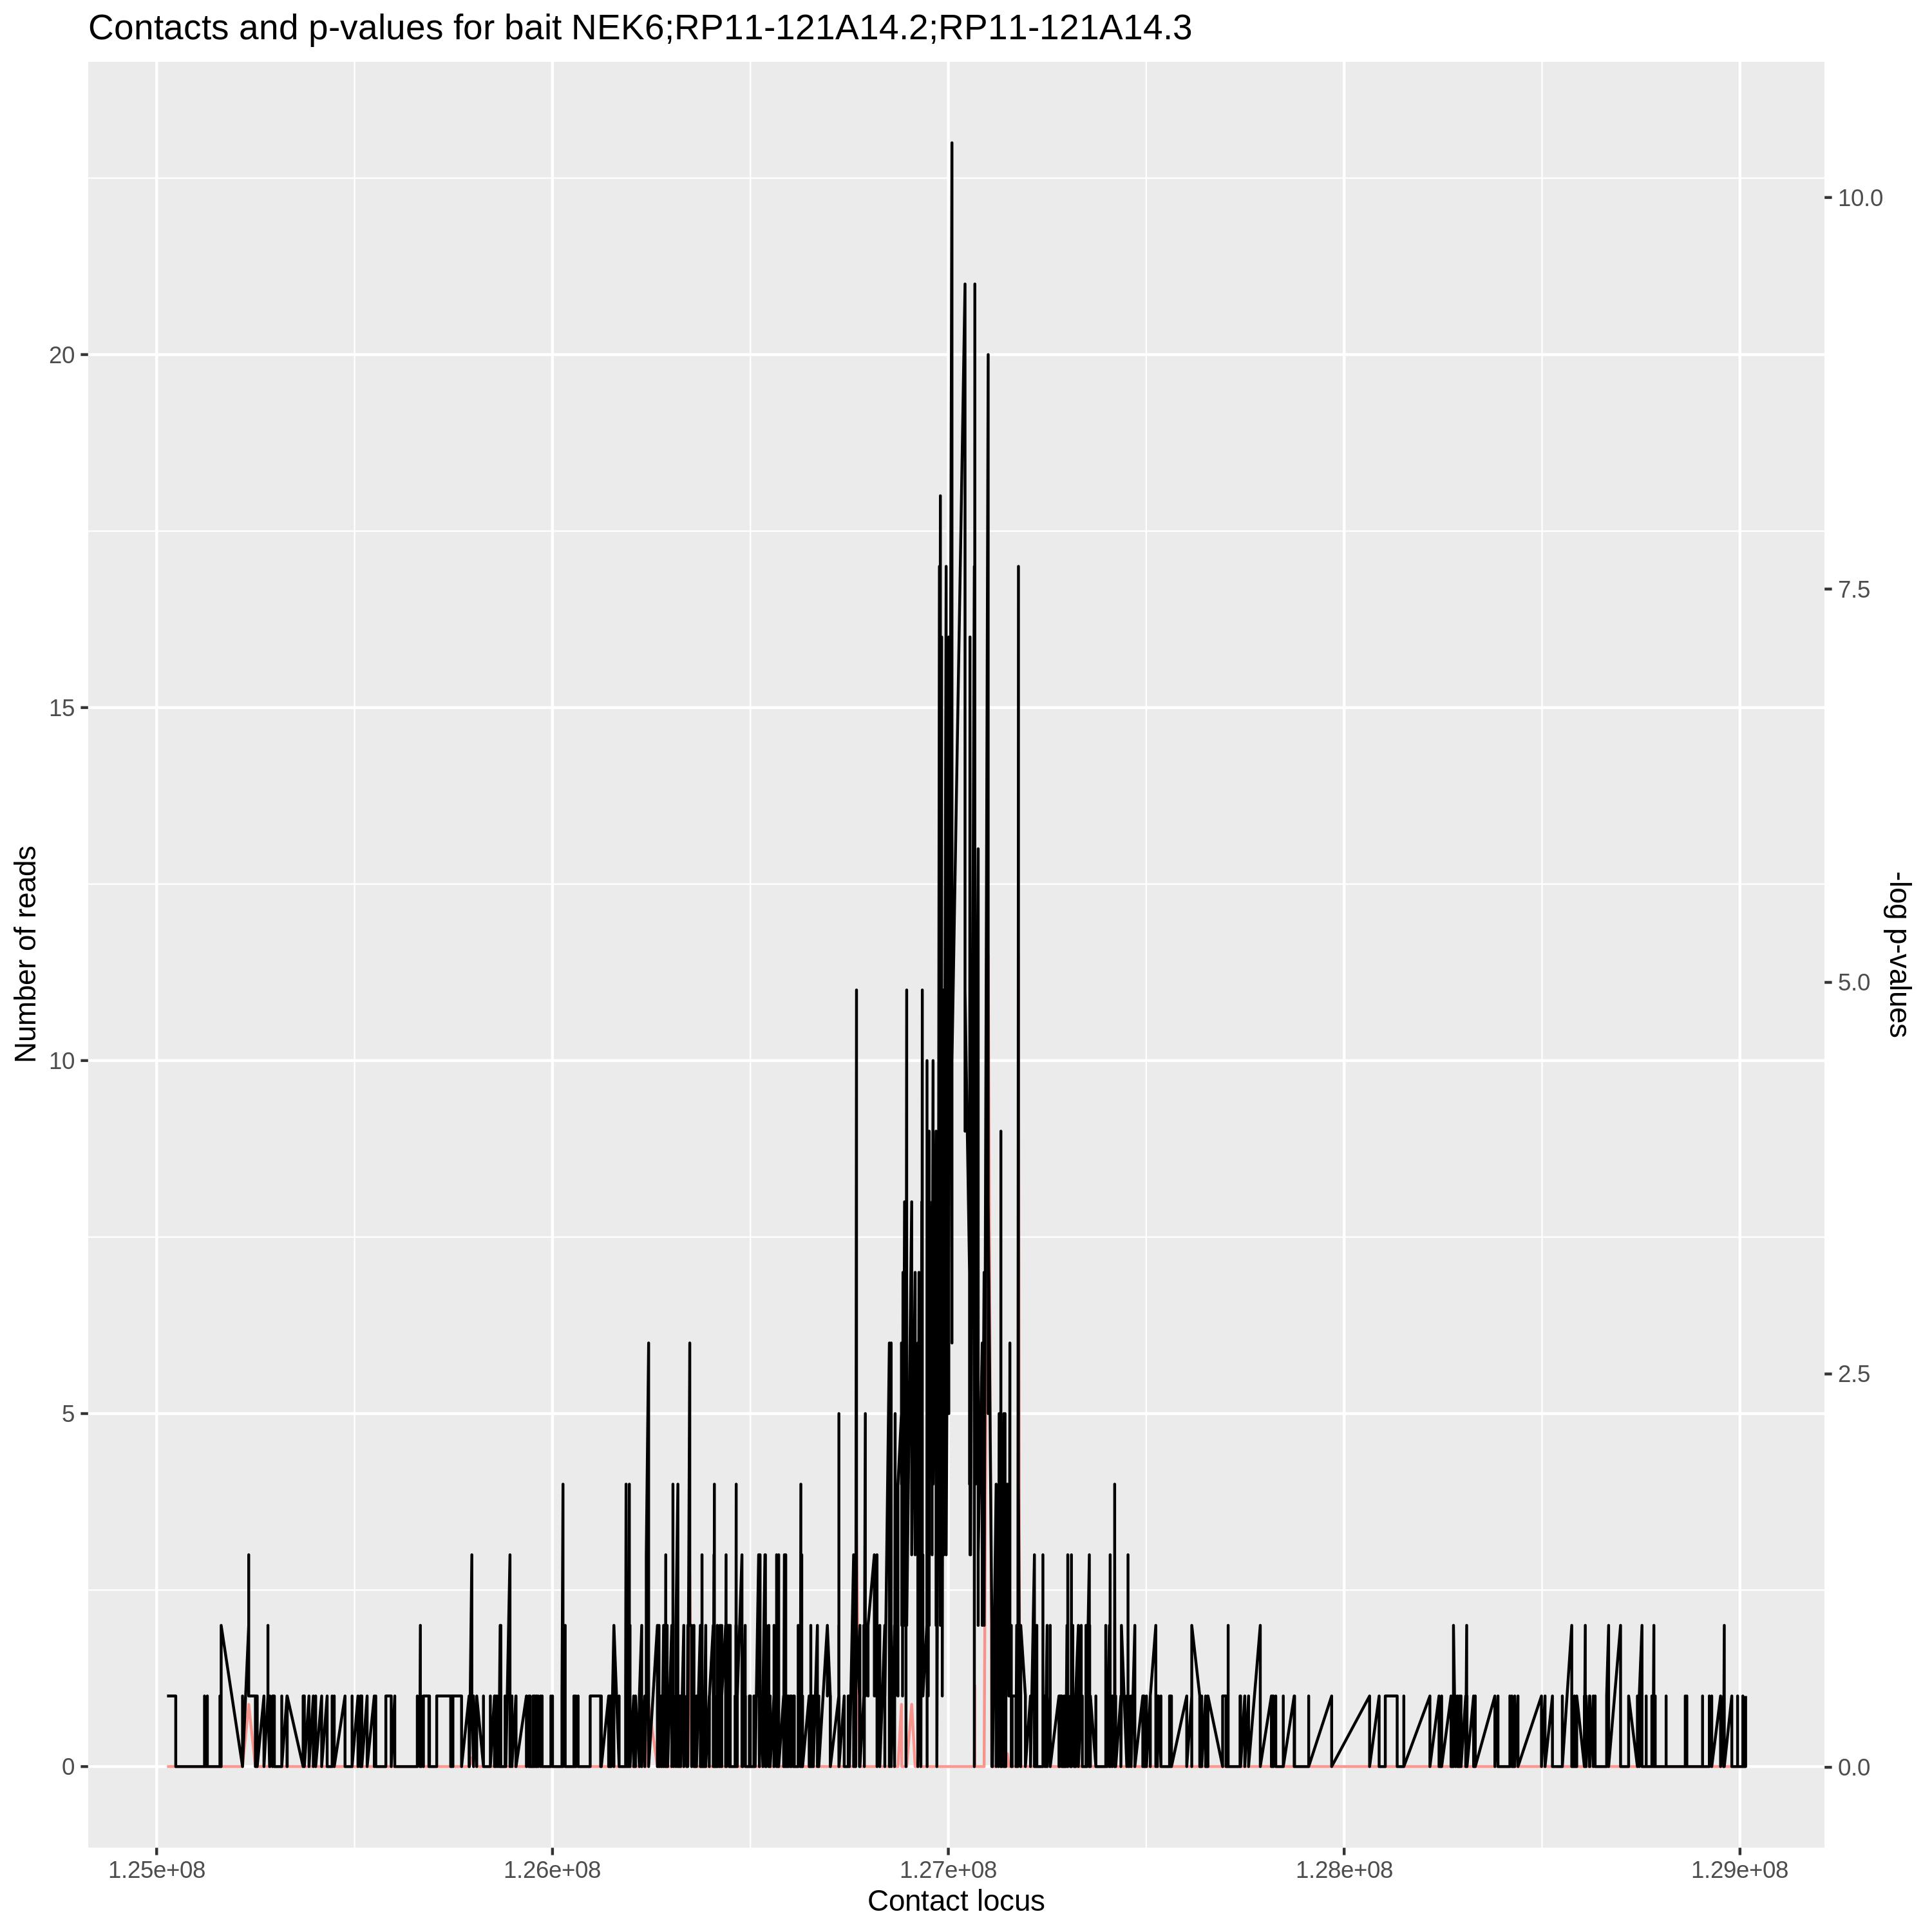 Contacts and p-values for bait NEK6;RP11-121A14.2;RP11-121A14.3
20
15
10
5
0
Number of reads
10.0
7.5
5.0
2.5
0.0
-log p-values
1.25e+08
1.26e+08
1.27e+08
1.28e+08
1.29e+08
Contact locus